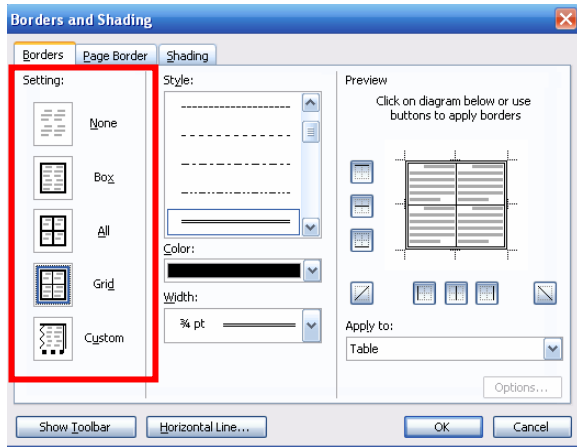 Borders and Shading
Borders
Page Border
Shading
Setting:
None
Box
All
Grid
Custom
Style:
Color:
Width:
¾ pt
Preview
Click on diagram below or use
buttons to apply borders
Apply to:
Table
Options...
Show Toolbar
Horizontal Line...
OK
Cancel